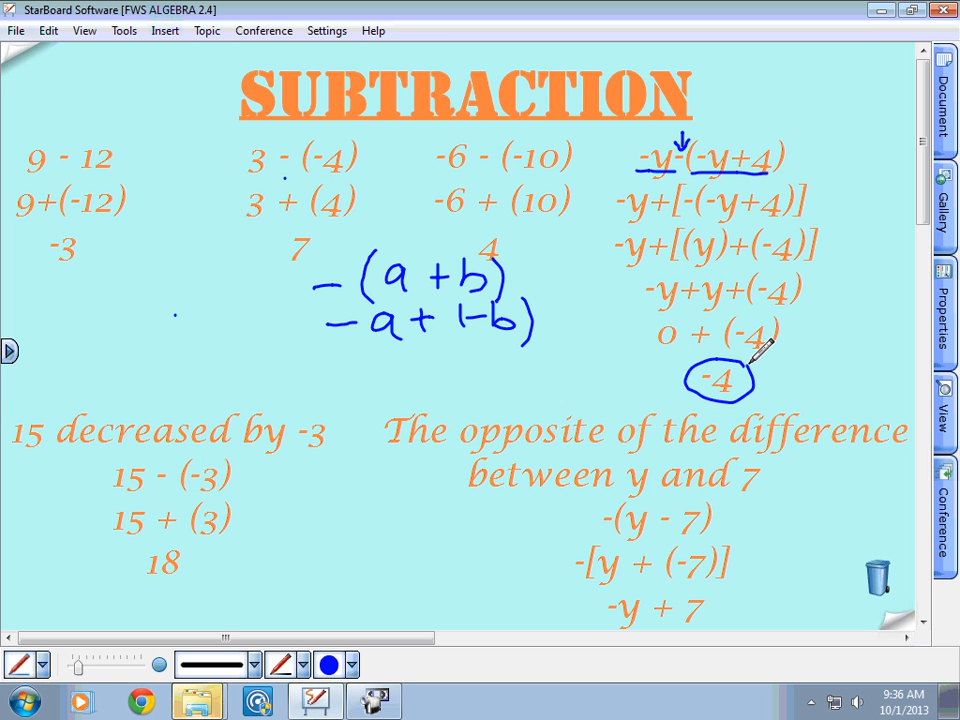 StarBoard Software [FWS ALGEBRA 2.4]
File Edit View Tools Insert Topic Conference Settings Help
SUBTRACTION
9 - 12
9+(-12)
-3
3 - (-4)
3 + (4)
7
-6 - (-10)
-6 + (10)
4
-y-(-y+4)
-y+[-(-y+4)]
-y+[(y)+(-4)]
-y+y+(-4)
0 + (-4)
-4
-(a+b)
-a+(-b)
15 decreased by -3
15 - (-3)
15 + (3)
18
The opposite of the difference
between y and 7
-(y - 7)
-[y + (-7)]
-y + 7
Document
Gallery
Properties
View
Conference
9:36 AM
10/1/2013